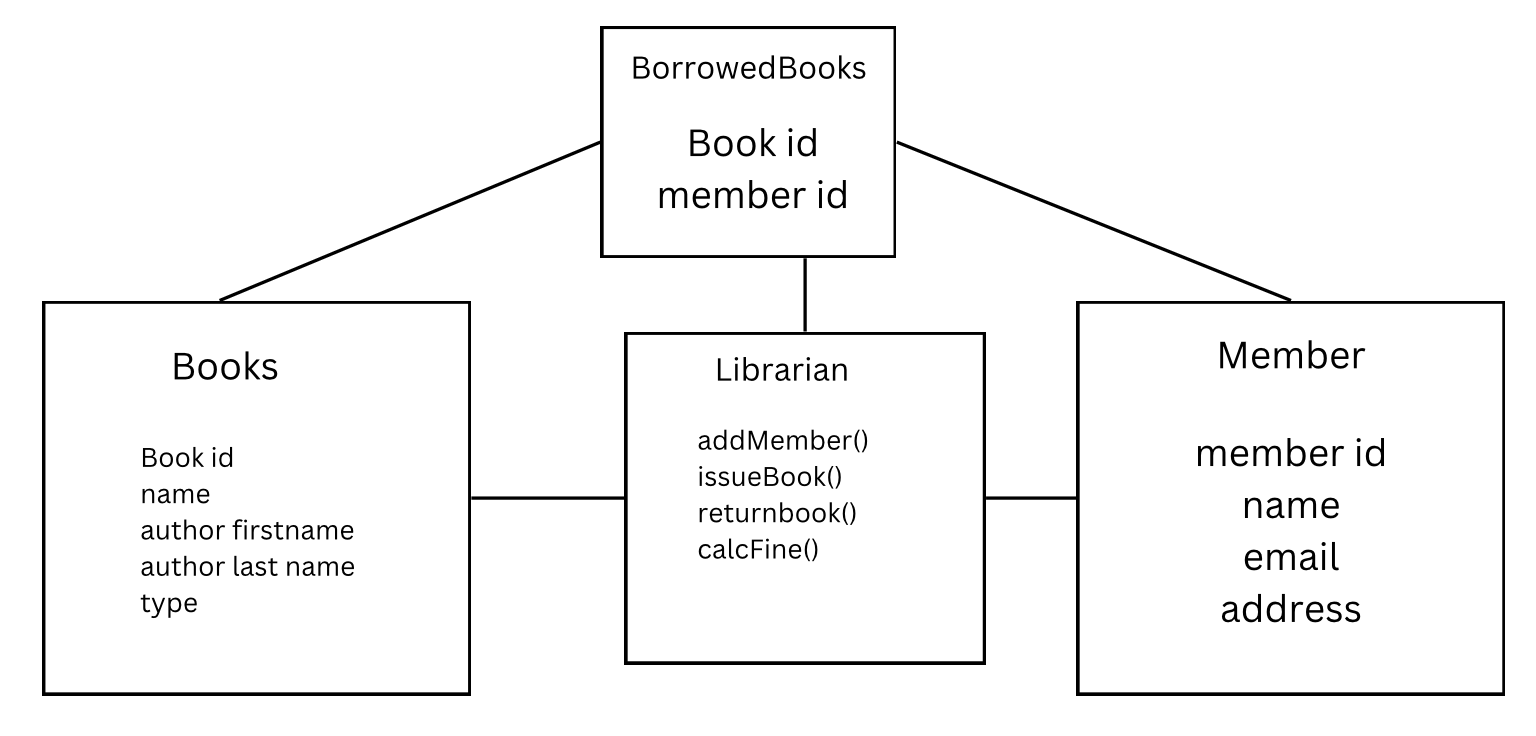 BorrowedBooks
Book id
member id
Books
Book id
name
author firstname
author last name
type
Librarian
addMember()
issueBook()
returnbook()
calcFine()
Member
member id
name
email
address